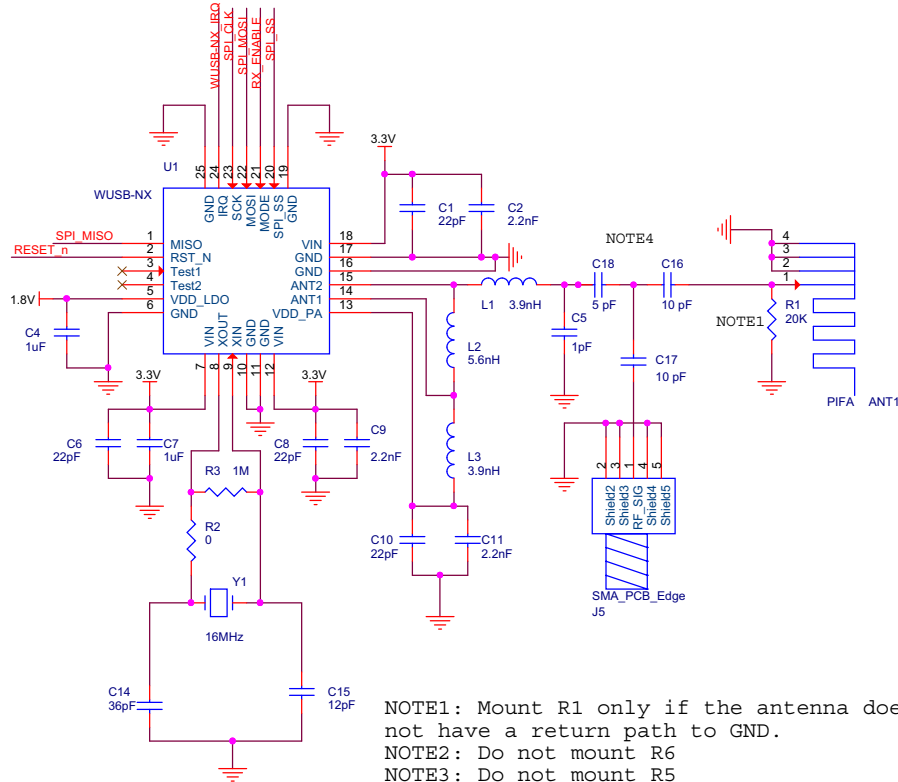 WUSB-NX_IRQ
SPI_CLK
SPI_MOSI
RX_ENABLE
SPI_SS
25
24
23
22
21
20
19
U1
WUSB-NX
GND
IRQ
SCK
MOSI
MODE
SPI_SS
GND
3.3V
C1
22pF
C2
2.2nF
SPI_MISO
RESET_n
1
2
3
4
5
6
MISO
RST_N
Test1
Test2
VDD_LDO
GND
VIN
GND
GND
ANT2
ANT1
VDD_PA
18
17
16
15
14
13
1.8V
C4
1uF
VIN
XOUT
XIN
GND
GND
VIN
7
8
9
10
11
12
NOTE4
L1 3.9nH
C18
5 pF
C16
10 pF
C5
1pF
L2
5.6nH
C17
10 pF
4
3
2
1
R1
20K
NOTE1
PIFA ANT1
3.3V
3.3V
C6
22pF
C7
1uF
C8
22pF
C9
2.2nF
L3
3.9nH
R3 1M
R2
0
C10
22pF
C11
2.2nF
2
3
1
4
5
Shield2
Shield3
RF_SIG
Shield4
Shield5
SMA_PCB_Edge
J5
Y1
16MHz
C14
36pF
C15
12pF
NOTE1: Mount R1 only if the antenna doe
not have a return path to GND.
NOTE2: Do not mount R6
NOTE3: Do not mount R5